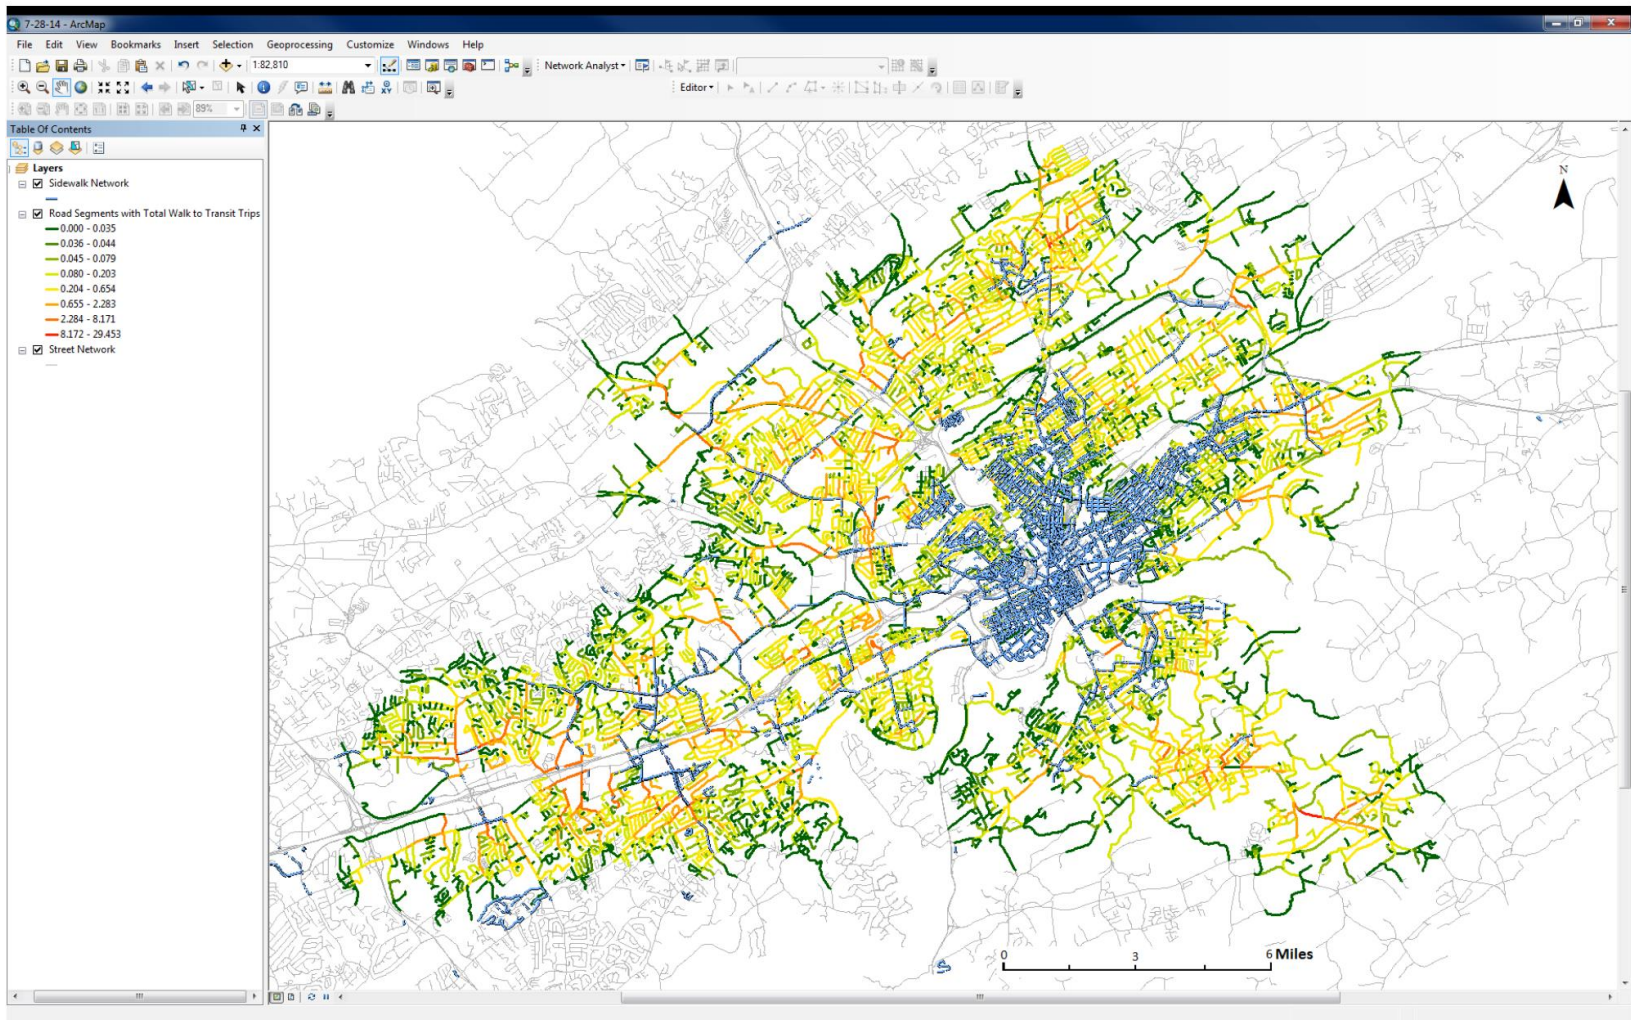 7-28-14 - ArcMap
File Edit View Bookmarks Insert Selection Geoprocessing Customize Windows Help
1:82,810 Network Analyst
Editor
89%
Table Of Contents
Layers
Sidewalk Network
Road Segments with Total Walk to Transit Trips
0.000 - 0.035
0.036 - 0.044
0.045 - 0.079
0.080 - 0.203
0.204 - 0.654
0.655 - 2.283
2.284 - 8.171
8.172 - 29.453
Street Network
N
0 3 6 Miles